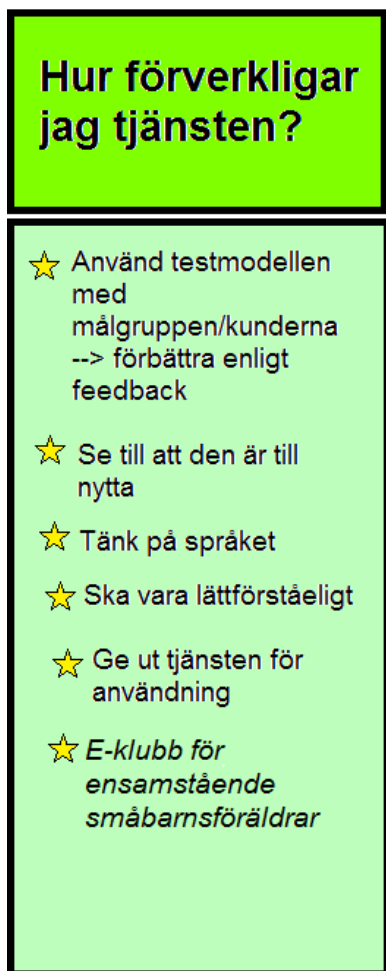 Hur förverkligar
jag tjänsten?
Använd testmodellen
med
målgruppen/kunderna
--> förbättra enligt
feedback
Se till att den är till
nytta
Tänk på språket
Ska vara lättförståeligt
Ge ut tjänsten för
användning
E-klubb för
ensamstående
småbarnsföräldrar